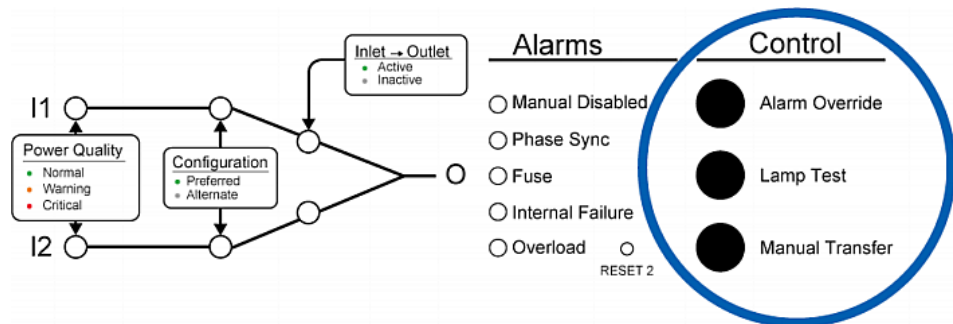 I1
Power Quality
Normal
Warning
Critical
I2
Configuration
Preferred
Alternate
Inlet → Outlet
Active
Inactive
O
Alarms
Manual Disabled
Phase Sync
Fuse
Internal Failure
Overload
RESET 2
Control
Alarm Override
Lamp Test
Manual Transfer